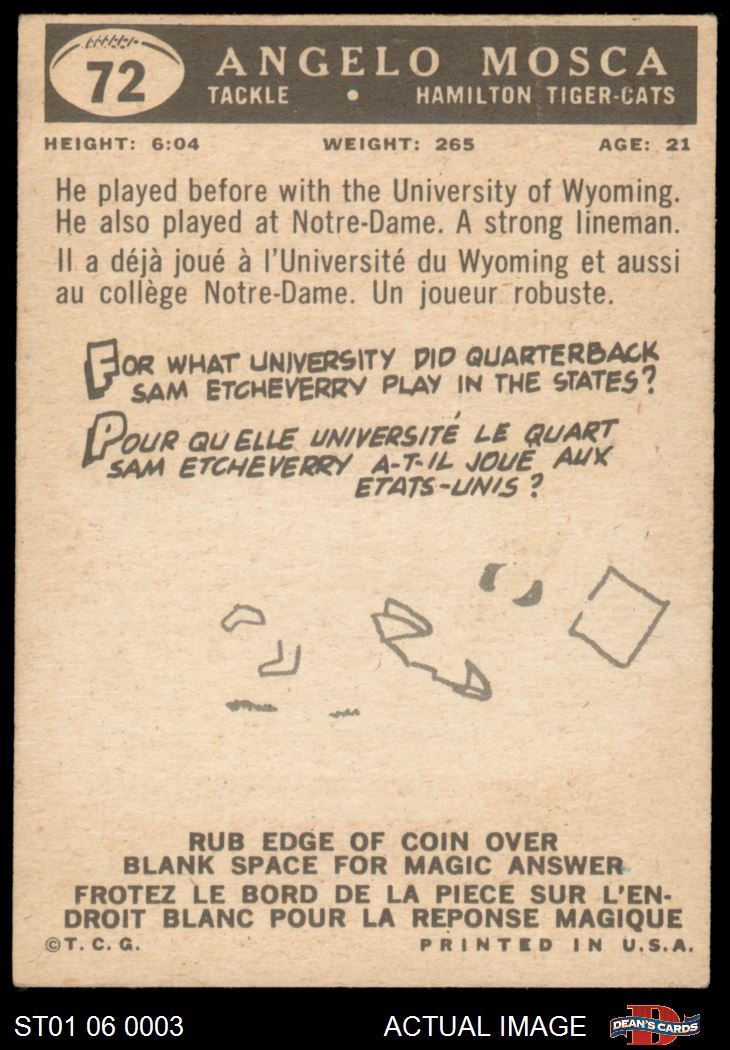 72
ANGELO MOSCA
TACKLE • HAMILTON TIGER-CATS
HEIGHT: 6:04 WEIGHT: 265 AGE: 21
He played before with the University of Wyoming.
He also played at Notre-Dame. A strong lineman.
Il a déjà joué à l'Université du Wyoming et aussi
au collège Notre-Dame. Un joueur robuste.
FOR WHAT UNIVERSITY DID QUARTERBACK
SAM ETCHEVERRY PLAY IN THE STATES?
POUR QUELLE UNIVERSITÉ LE QUART
SAM ETCHEVERRY A-T-IL JOUÉ AUX
ETATS-UNIS?
RUB EDGE OF COIN OVER
BLANK SPACE FOR MAGIC ANSWER
FROTEZ LE BORD DE LA PIECE SUR L'EN-
DROIT BLANC POUR LA REPONSE MAGIQUE
©T.C.G. PRINTED IN U.S.A.
ST01 06 0003 ACTUAL IMAGE DEAN'S CARDS